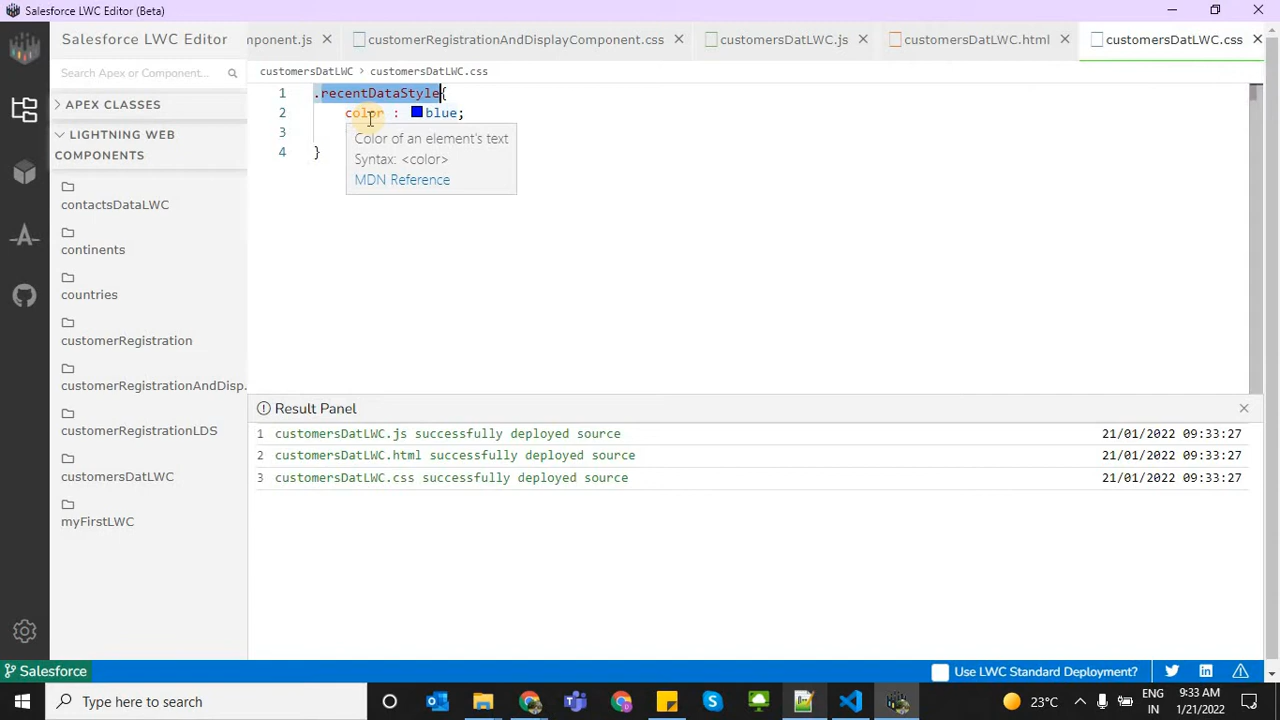 Salesforce LWC Editor (Beta)
Salesforce LWC Editor
mponent.js
customerRegistrationAndDisplayComponent.css
customersDatLWC.js
customersDatLWC.html
customersDatLWC.css
Search Apex or Component...
customersDatLWC > customersDatLWC.css
APEX CLASSES
LIGHTNING WEB
COMPONENTS
contactsDataLWC
continents
countries
customerRegistration
customerRegistrationAndDisp.
customerRegistrationLDS
customersDatLWC
myFirstLWC
1 .recentDataStyle{
2 color : blue;
3
4 }
Color of an element's text
Syntax: <color>
MDN Reference
Result Panel
1 customersDatLWC.js successfully deployed source 21/01/2022 09:33:27
2 customersDatLWC.html successfully deployed source 21/01/2022 09:33:27
3 customersDatLWC.css successfully deployed source 21/01/2022 09:33:27
Salesforce
Use LWC Standard Deployment?
Type here to search
23°C
ENG
IN
9:33 AM
1/21/2022